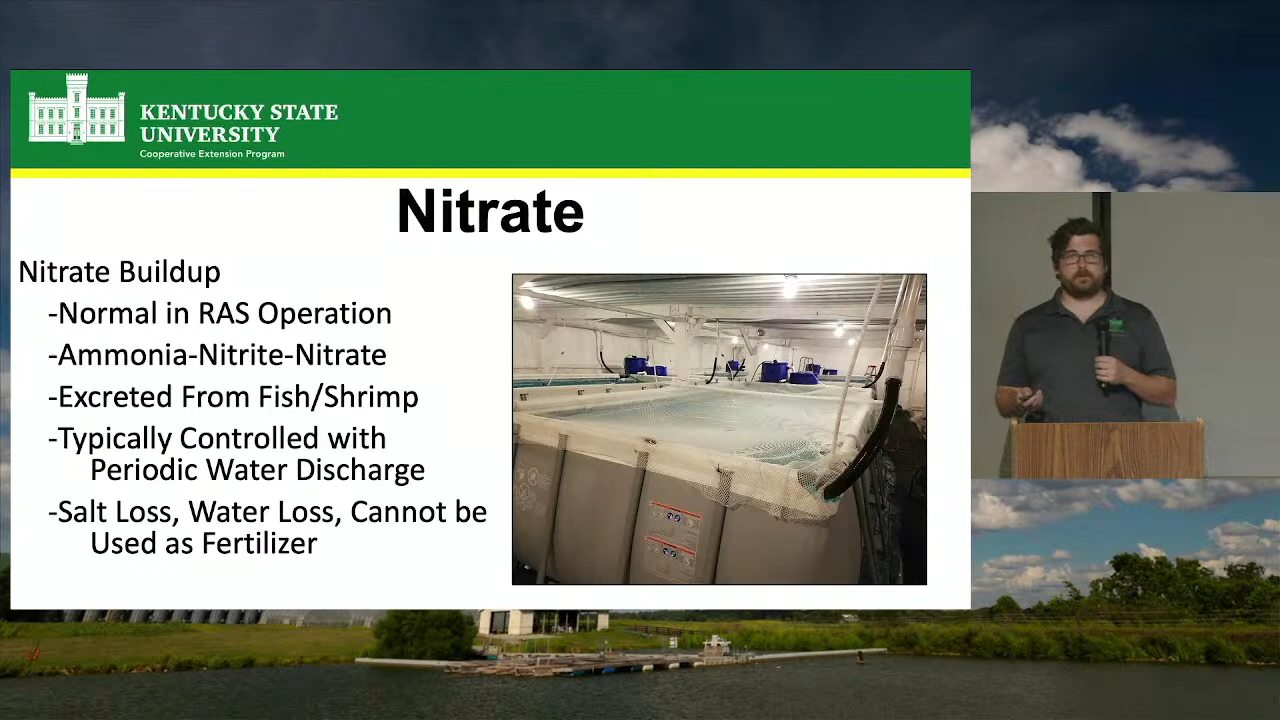 KENTUCKY STATE
UNIVERSITY
Cooperative Extension Program
Nitrate
Nitrate Buildup
-Normal in RAS Operation
-Ammonia-Nitrite-Nitrate
-Excreted From Fish/Shrimp
-Typically Controlled with
Periodic Water Discharge
-Salt Loss, Water Loss, Cannot be
Used as Fertilizer